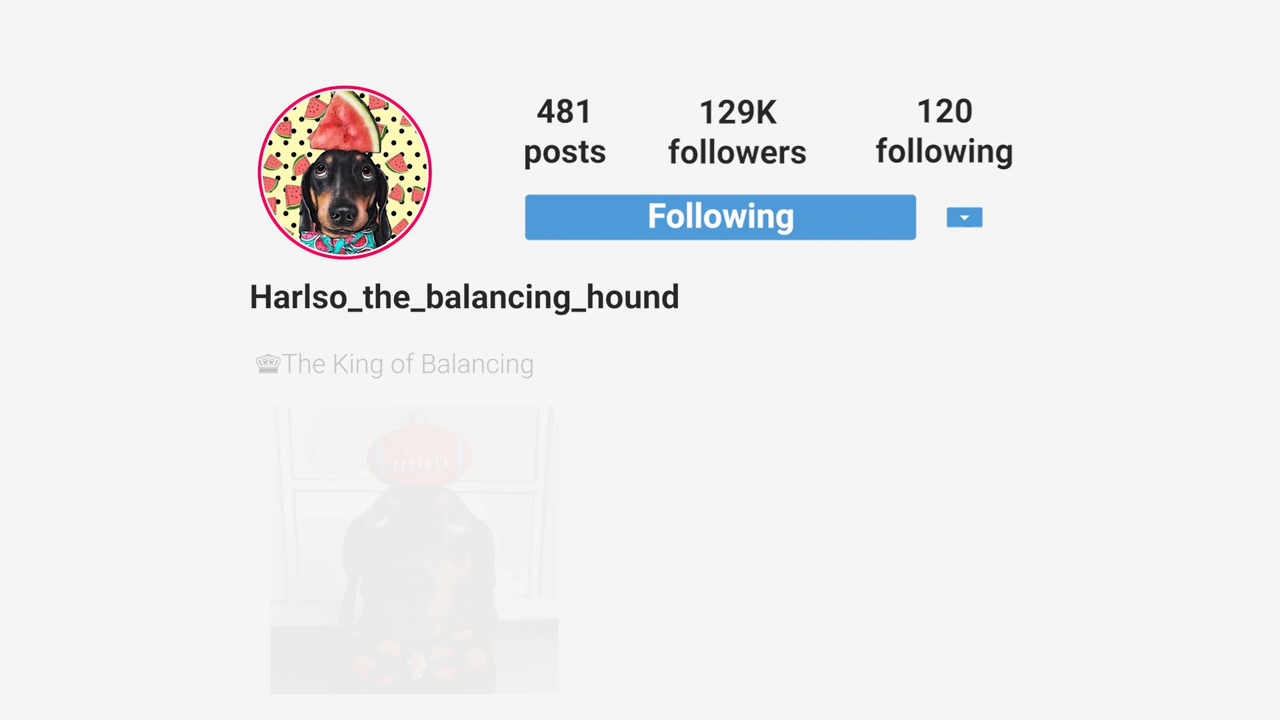 481 129K 120
posts followers following
Following
Harlso_the_balancing_hound
The King of Balancing